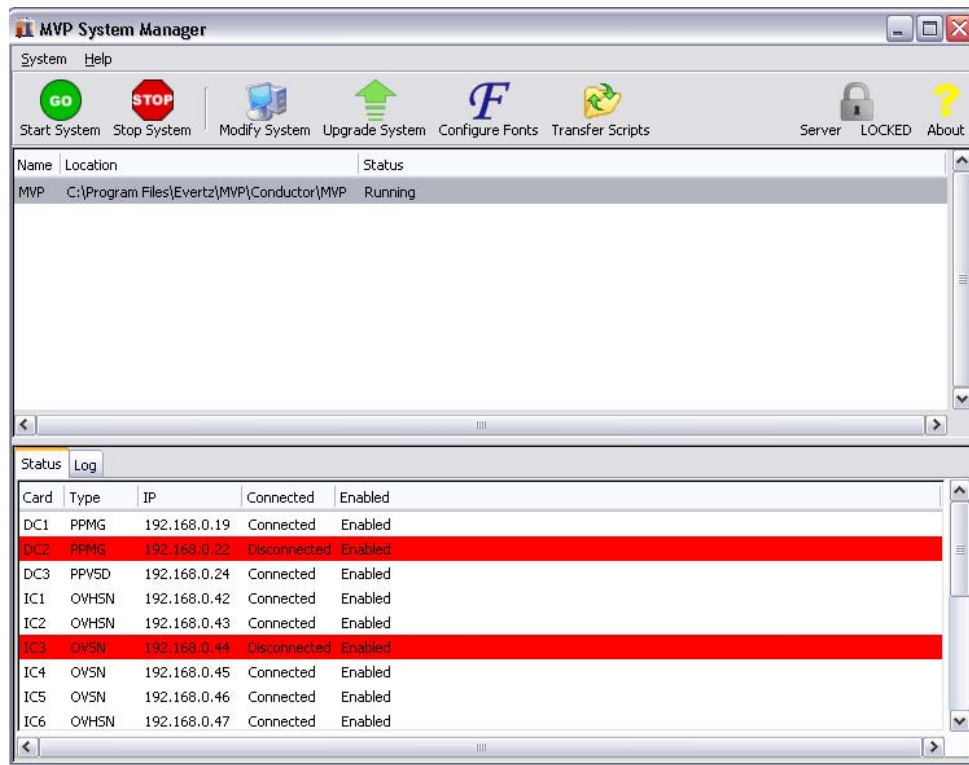 MVP System Manager
System Help
GO STOP F ?
Start System Stop System Modify System Upgrade System Configure Fonts Transfer Scripts Server LOCKED About
Name Location Status
MVP C:\Program Files\Evertz\MVP\Conductor\MVP Running
Status Log
Card Type IP Connected Enabled
DC1 PPMG 192.168.0.19 Connected Enabled
DC2 PPMG 192.168.0.22 Disconnected Enabled
DC3 PPV5D 192.168.0.24 Connected Enabled
IC1 OVHSN 192.168.0.42 Connected Enabled
IC2 OVHSN 192.168.0.43 Connected Enabled
IC3 OVSN 192.168.0.44 Disconnected Enabled
IC4 OVSN 192.168.0.45 Connected Enabled
IC5 OVSN 192.168.0.46 Connected Enabled
IC6 OVHSN 192.168.0.47 Connected Enabled